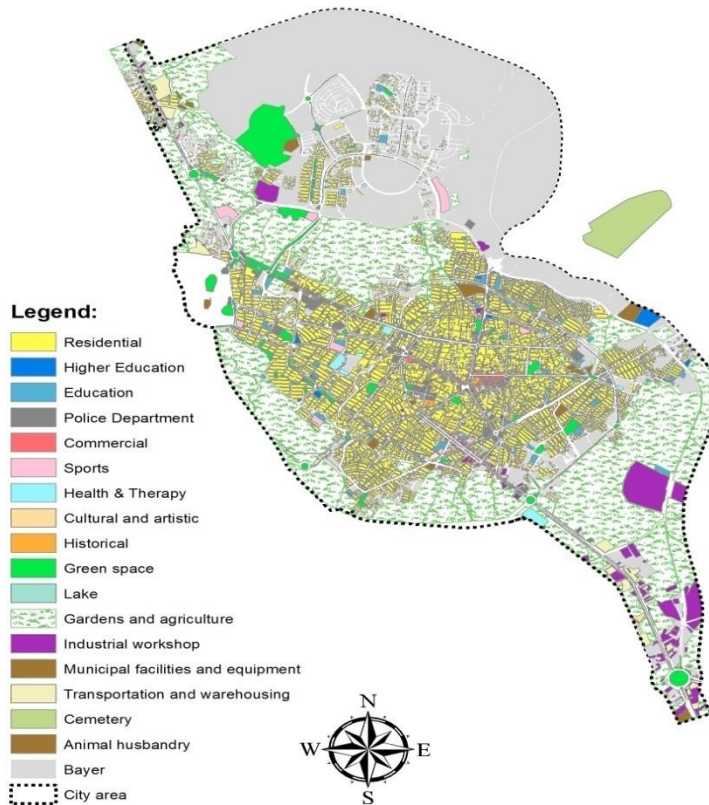 Legend:
Residential
Higher Education
Education
Police Department
Commercial
Sports
Health & Therapy
Cultural and artistic
Historical
Green space
Lake
Gardens and agriculture
Industrial workshop
Municipal facilities and equipment
Transportation and warehousing
Cemetery
Animal husbandry
Bayer
City area
N
W
E
S